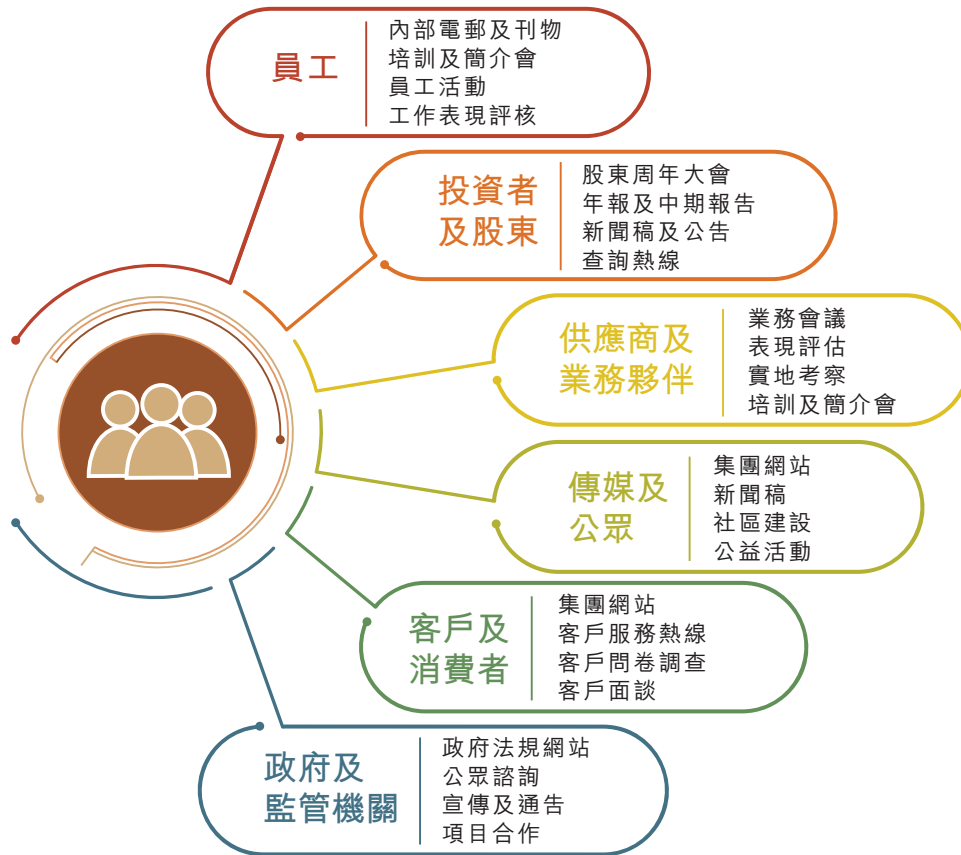 員工
內部電郵及刊物
培訓及簡介會
員工活動
工作表現評核
投資者
及股東
股東周年大會
年報及中期報告
新聞稿及公告
查詢熱線
供應商及
業務夥伴
業務會議
表現評估
實地考察
培訓及簡介會
傳媒及
公眾
集團網站
新聞稿
社區建設
公益活動
客戶及
消費者
集團網站
客戶服務熱線
客戶問卷調查
客戶面談
政府及
監管機關
政府法規網站
公眾諮詢
宣傳及通告
項目合作